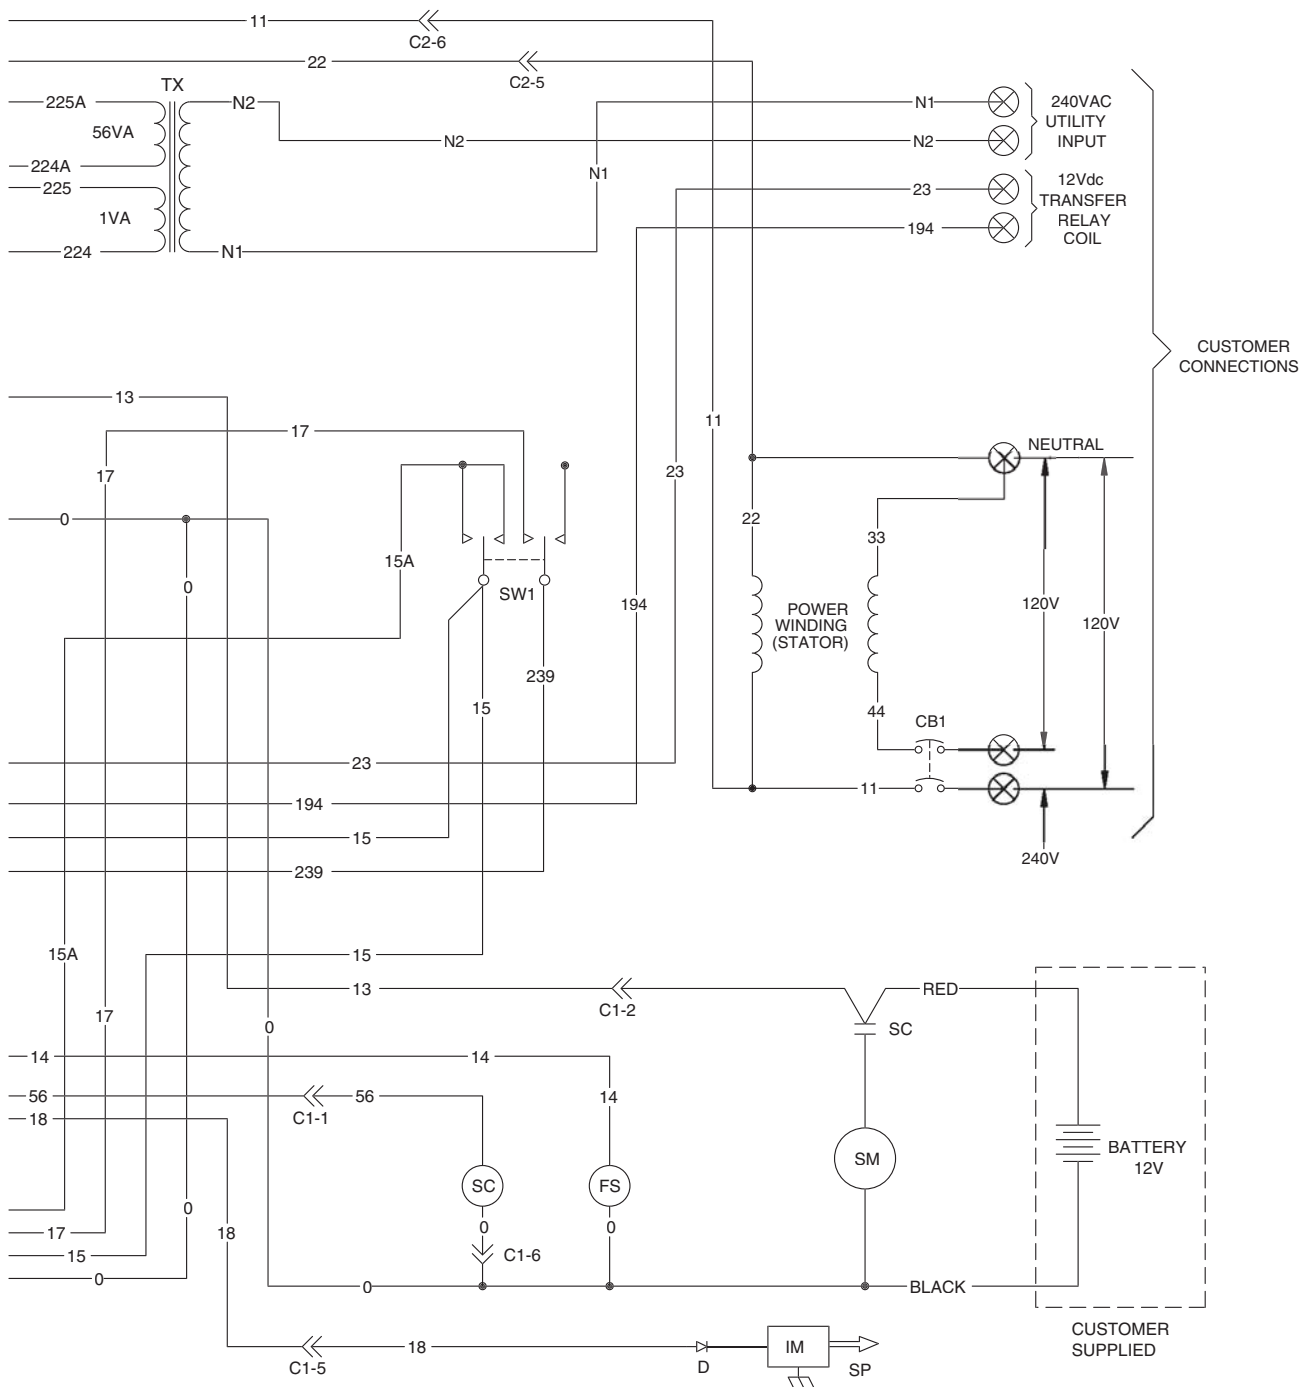 11
C2-6
22
C2-5
TX
225A
N2
N1
240VAC
56VA
UTILITY
N2
N2
INPUT
224A
N1
225
23
12Vdc
1VA
TRANSFER
RELAY
194
COIL
224
N1
CUSTOMER
CONNECTIONS
13
11
17
NEUTRAL
17
23
0
22
33
15A
0
SW1
194
120V
POWER
WINDING
(STATOR)
120V
239
15
44
CB1
23
11
194
15
240V
239
15A
15
13
RED
C1-2
17
0
SC
14
14
56
56
14
18
C1-1
BATTERY
12V
SM
SC
FS
0
17
18
0
0
15
C1-6
0
0
BLACK
CUSTOMER
SUPPLIED
18
IM
C1-5
D
SP